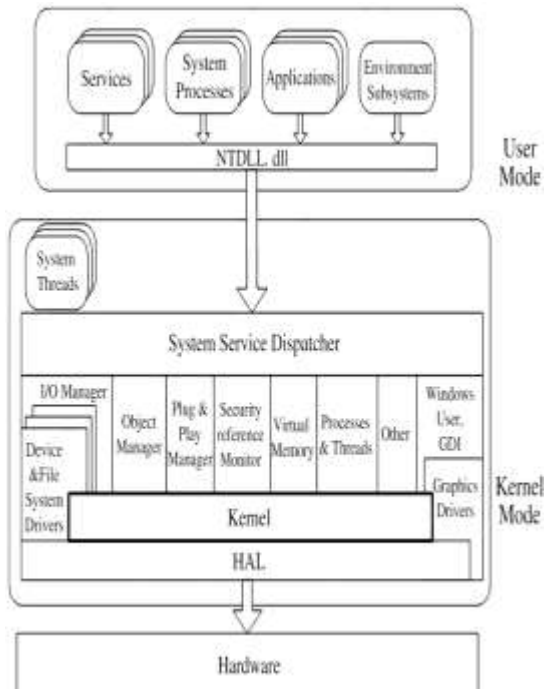 Services
System
Processes
Applications
Environment
Subsystems
NTDLL. dll
User
Mode
System
Threads
System Service Dispatcher
I/O Manager
Device
&File
System
Drivers
Object
Manager
Plug &
Play
Manager
Security
reference
Monitor
Virtual
Memory
Processes
& Threads
Other
Windows
User,
GDI
Graphics
Drivers
Kernel
Mode
Kernel
HAL
Hardware